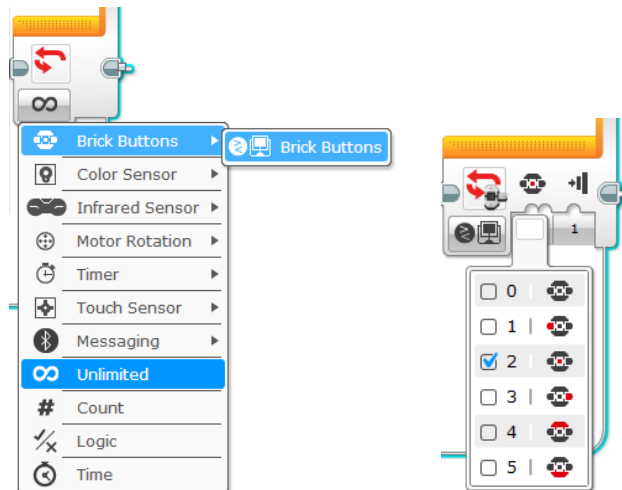 Brick Buttons
Brick Buttons
Color Sensor
Infrared Sensor
Motor Rotation
Timer
Touch Sensor
Messaging
Unlimited
# Count
Logic
Time
1
0
1
2
3
4
5